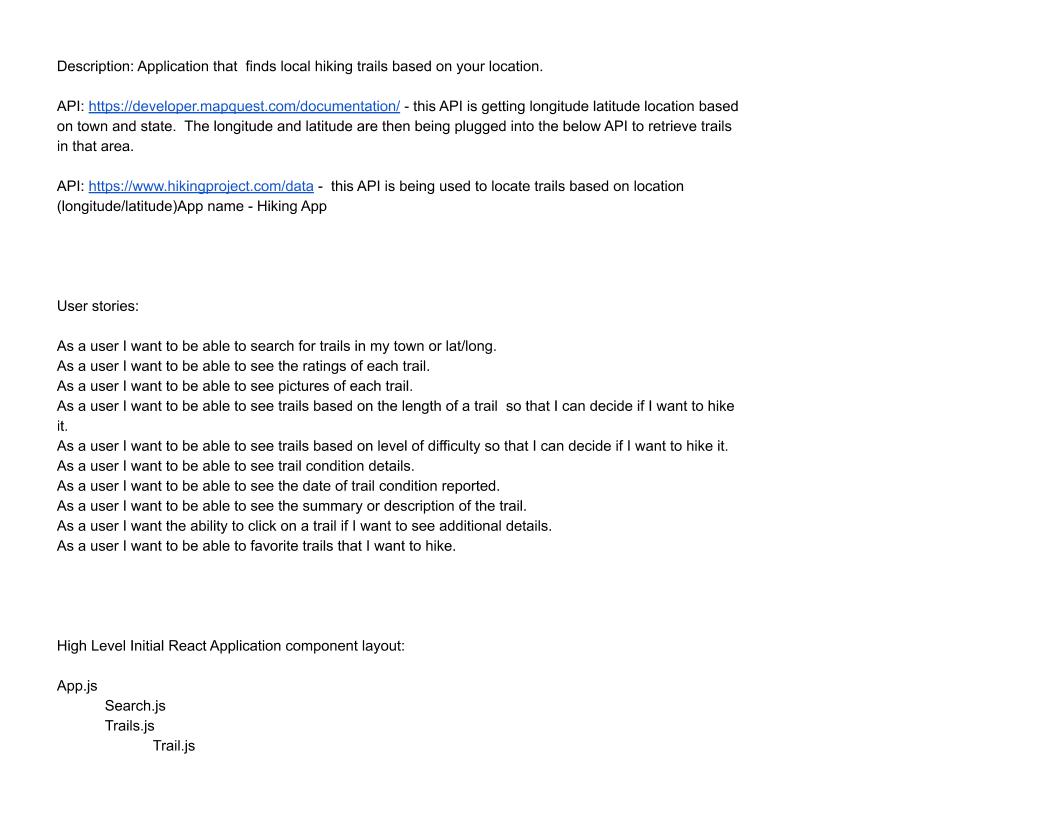 Description: Application that  finds local hiking trails based on your location.
API: https://developer.mapquest.com/documentation/ - this API is getting longitude latitude location based
on town and state.  The longitude and latitude are then being plugged into the below API to retrieve trails
in that area.
API: https://www.hikingproject.com/data -  this API is being used to locate trails based on location
(longitude/latitude)App name - Hiking App
User stories:
As a user I want to be able to search for trails in my town or lat/long.
As a user I want to be able to see the ratings of each trail.
As a user I want to be able to see pictures of each trail.
As a user I want to be able to see trails based on the length of a trail  so that I can decide if I want to hike
it.
As a user I want to be able to see trails based on level of difficulty so that I can decide if I want to hike it.
As a user I want to be able to see trail condition details.
As a user I want to be able to see the date of trail condition reported.
As a user I want to be able to see the summary or description of the trail.
As a user I want the ability to click on a trail if I want to see additional details.
As a user I want to be able to favorite trails that I want to hike.
High Level Initial React Application component layout:
App.js
Search.js
Trails.js
Trail.js